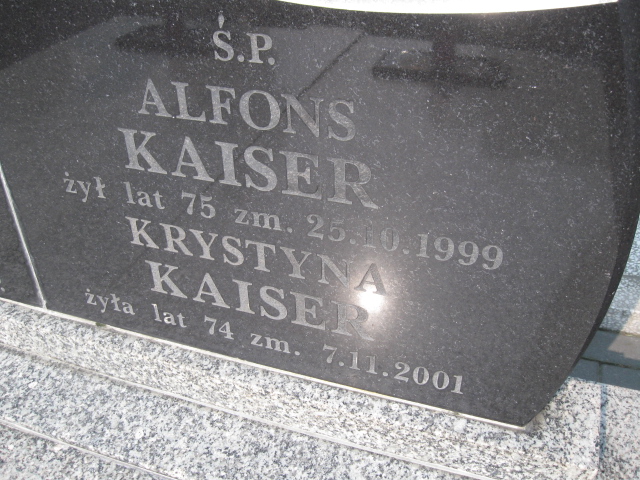 Ś.P.
ALFONS
KAISER
żył lat 75 zm. 25.10.1999
KRYSTYNA
KAISER
żyła lat 74 zm. 7.11.2001